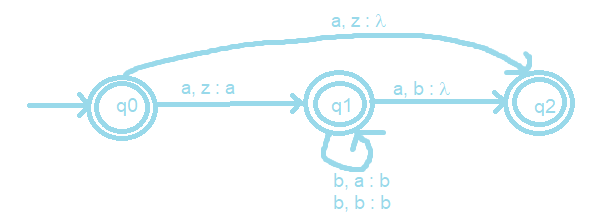 a, z : λ
a, z : a
a, b : λ
q0
q1
q2
b, a : b
b, b : b